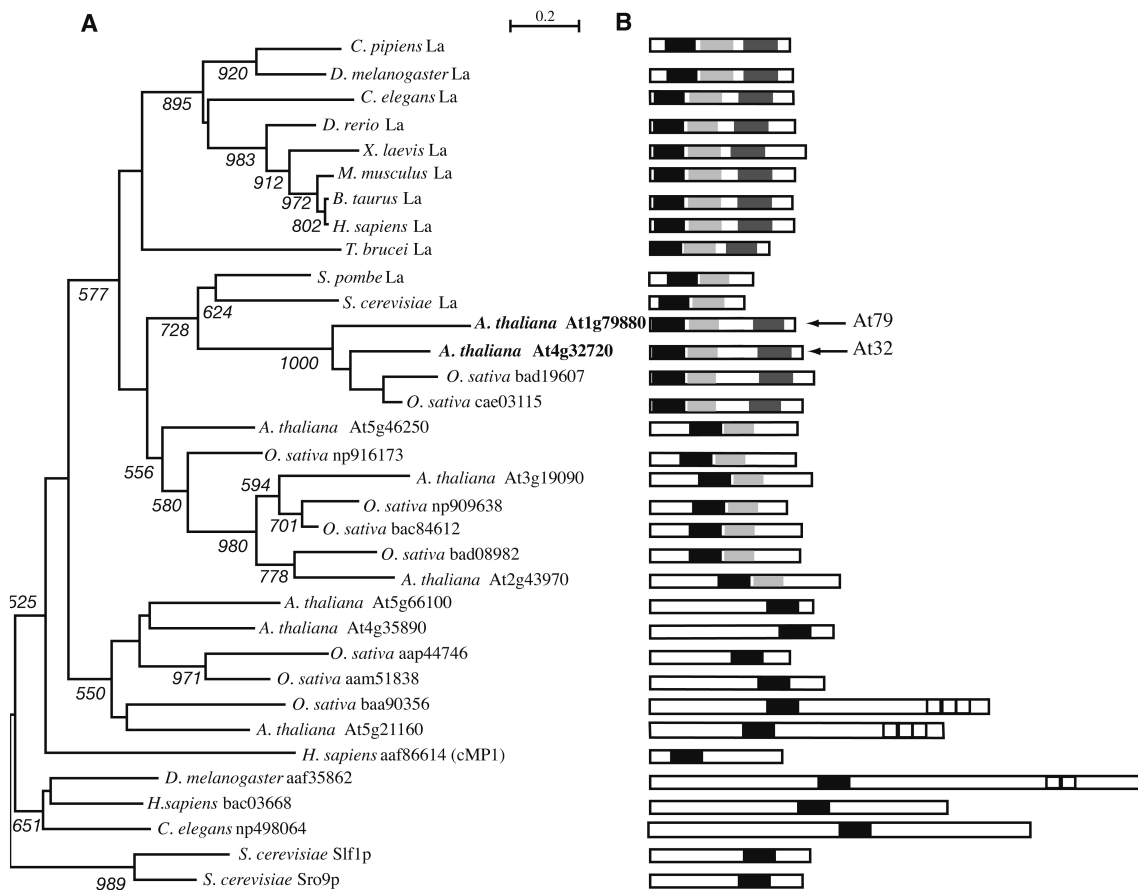 A
0.2
B
C. pipiens La
920
D. melanogaster La
895
C. elegans La
D. rerio La
983
X. laevis La
912
M. musculus La
972
B. taurus La
802
H. sapiens La
T. brucei La
S. pombe La
577
624
S. cerevisiae La
728
A. thaliana At1g79880
At79
1000
A. thaliana At4g32720
At32
O. sativa bad19607
O. sativa cae03115
A. thaliana At5g46250
556
O. sativa np916173
580
594
A. thaliana At3g19090
O. sativa np909638
701
O. sativa bac84612
980
O. sativa bad08982
778
A. thaliana At2g43970
525
A. thaliana At5g66100
A. thaliana At4g35890
O. sativa aap44746
971
O. sativa aam51838
550
O. sativa baa90356
A. thaliana At5g21160
H. sapiens aaf86614 (cMP1)
D. melanogaster aaf35862
H.sapiens bac03668
651
C. elegans np498064
S. cerevisiae Slf1p
989
S. cerevisiae Sro9p